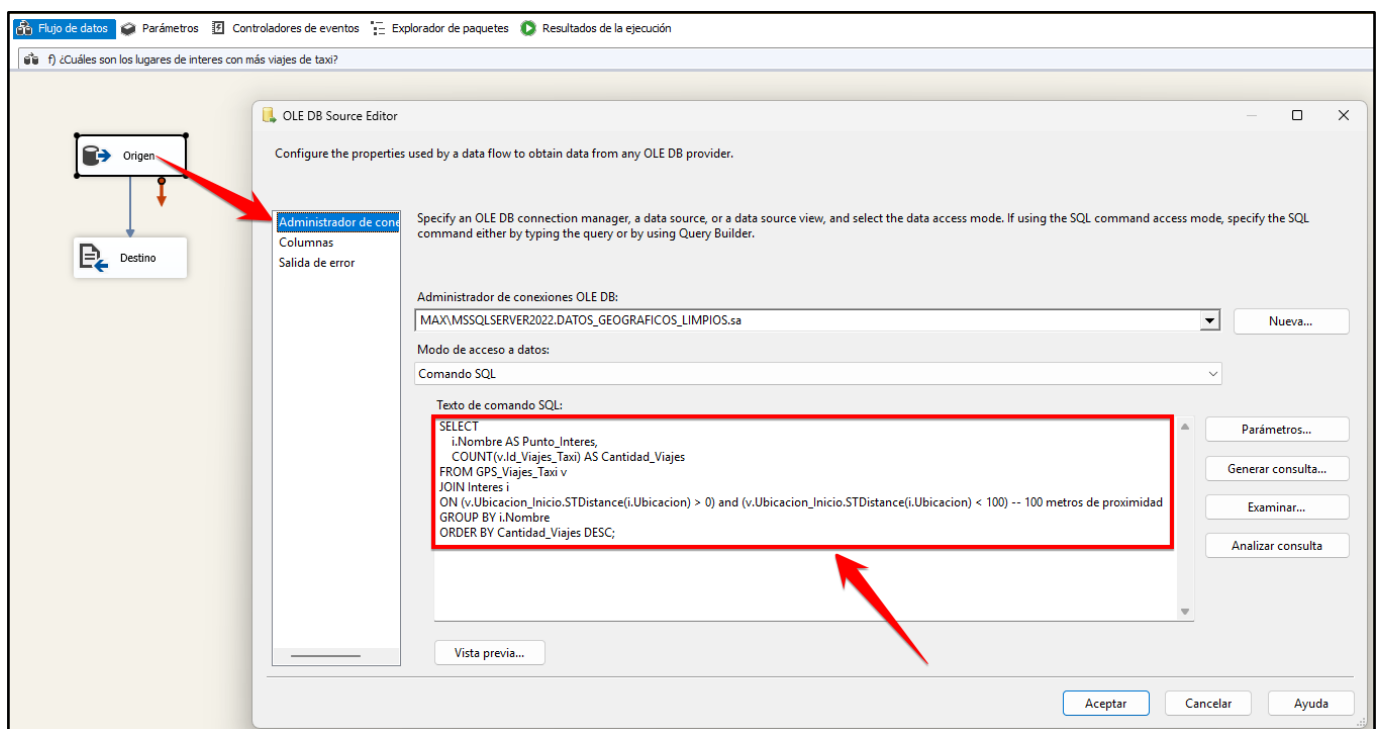 Flujo de datos Parámetros Controladores de eventos Explorador de paquetes Resultados de la ejecución
f) ¿Cuáles son los lugares de interes con más viajes de taxi?
Origen
Destino
OLE DB Source Editor
Configure the properties used by a data flow to obtain data from any OLE DB provider.
Administrador de cone
Columnas
Salida de error
Specify an OLE DB connection manager, a data source, or a data source view, and select the data access mode. If using the SQL command access mode, specify the SQL
command either by typing the query or by using Query Builder.
Administrador de conexiones OLE DB:
MAX\MSSQLSERVER2022.DATOS_GEOGRAFICOS_LIMPIOS.sa
Nueva...
Modo de acceso a datos:
Comando SQL
Texto de comando SQL:
SELECT
i.Nombre AS Punto_Interes,
COUNT(v.Id_Viajes_Taxi) AS Cantidad_Viajes
FROM GPS_Viajes_Taxi v
JOIN Interes i
ON (v.Ubicacion_Inicio.STDistance(i.Ubicacion) > 0) and (v.Ubicacion_Inicio.STDistance(i.Ubicacion) < 100) -- 100 metros de proximidad
GROUP BY i.Nombre
ORDER BY Cantidad_Viajes DESC;
Parámetros...
Generar consulta...
Examinar...
Analizar consulta
Vista previa...
Aceptar Cancelar Ayuda